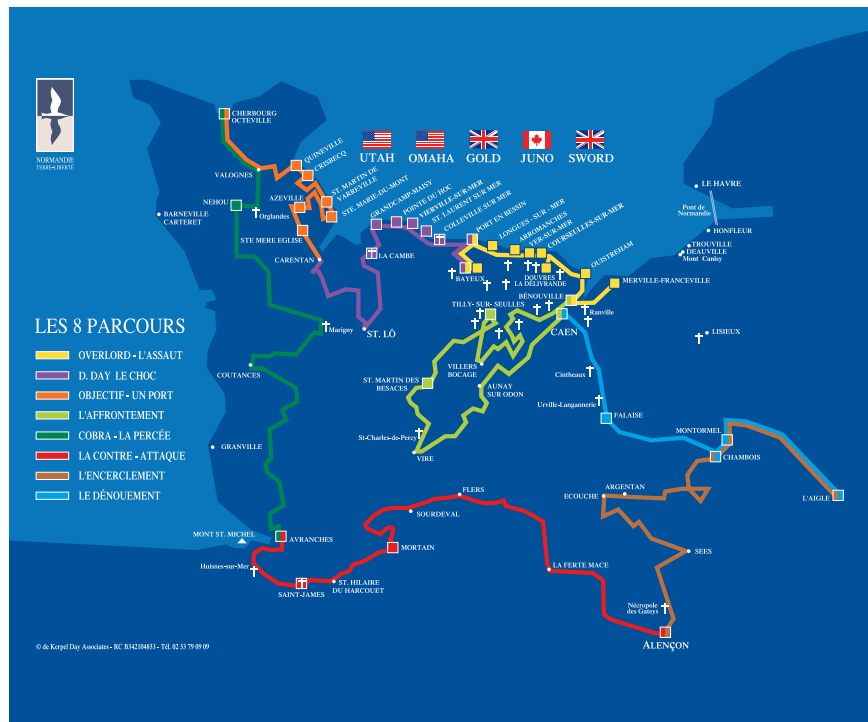 NORMANDIE
TERRE-LIBERTÉ
CHERBOURG
OCTEVILLE
VALOGNES
QUINEVILLE
CRISBECQ
UTAH
OMAHA
GOLD
JUNO
SWORD
ST. MARTIN DE
VARREVILLE
STE. MARIE-DU-MONT
AZEVILLE
NEHOU
Orglandes
BARNEVILLE
CARTERET
STE MERE EGLISE
CARENTAN
GRANDCAMP-MAISY
POINTE DU HOC
VIERVILLE-SUR-MER
ST. LAURENT SUR MER
COLLEVILLE SUR MER
PORT EN BESSIN
LONGUES - SUR - MER
ARROMANCHES
VER-SUR-MER
COURSEULLES-SUR-MER
LE HAVRE
Pont de
Normandie
HONFLEUR
TROUVILLE
DEAUVILLE
Mont Canisy
LA CAMBE
BAYEUX
DOUVRES
LA DÉLIVRANDE
OUISTREHAM
MERVILLE-FRANCEVILLE
BÉNOUVILLE
TILLY- SUR- SEULLES
Ranville
CAEN
LISIEUX
LES 8 PARCOURS
Marigny
ST. LÔ
OVERLORD - L'ASSAUT
D. DAY LE CHOC
OBJECTIF - UN PORT
L'AFFRONTEMENT
COBRA - LA PERCÉE
LA CONTRE - ATTAQUE
L'ENCERCLEMENT
LE DÉNOUEMENT
COUTANCES
VILLERS
BOCAGE
ST. MARTIN DES
BESACES
AUNAY
SUR ODON
Cintheaux
Urville-Langannerie
FALAISE
St-Charles-de-Percy
VIRE
GRANVILLE
MONTORMEL
CHAMBOIS
L'AIGLE
ARGENTAN
ECOUCHE
FLERS
SOURDEVAL
MONT ST. MICHEL
AVRANCHES
MORTAIN
SEES
Huisnes-sur-Mer
SAINT-JAMES
ST. HILAIRE
DU HARCOUET
LA FERTE MACE
Nécropole
des Gateys
ALENÇON
© de Kerpel Day Associates - RC B342104833 - Tél. 02 33 79 09 09